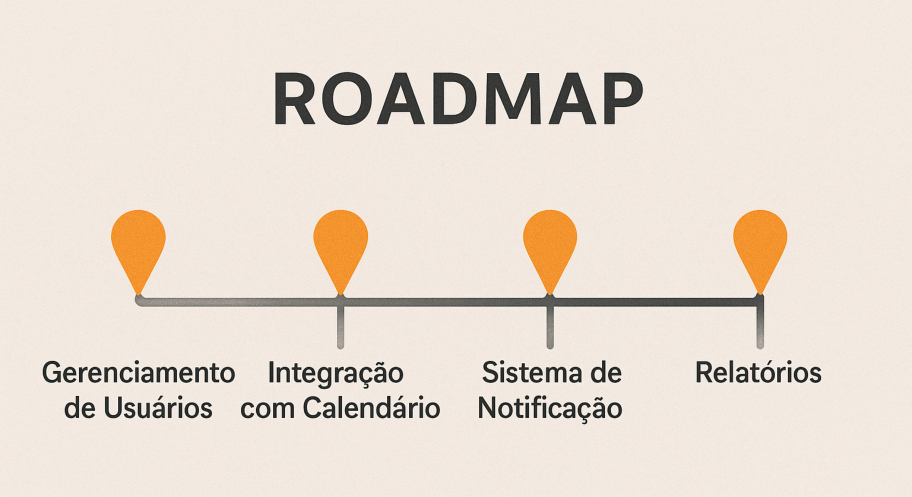 ROADMAP
Gerenciamento
de Usuários
Integração
com Calendário
Sistema de
Notificação
Relatórios